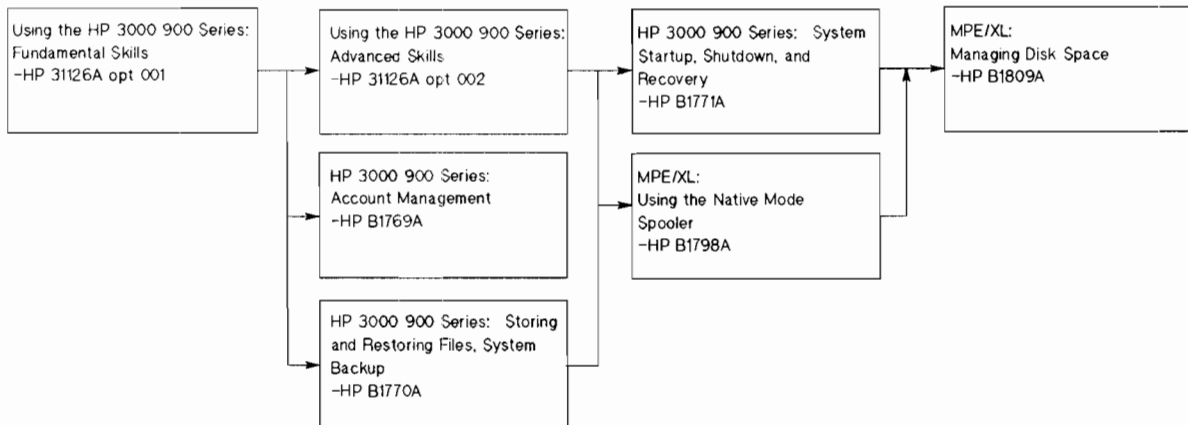 Using the HP 3000 900 Series:
Fundamental Skills
-HP 31126A opt 001
Using the HP 3000 900 Series:
Advanced Skills
-HP 31126A opt 002
HP 3000 900 Series: System
Startup, Shutdown, and
Recovery
-HP B1771A
MPE/XL:
Managing Disk Space
-HP B1809A
HP 3000 900 Series:
Account Management
-HP B1769A
MPE/XL:
Using the Native Mode
Spooler
-HP B1798A
HP 3000 900 Series: Storing
and Restoring Files, System
Backup
-HP B1770A